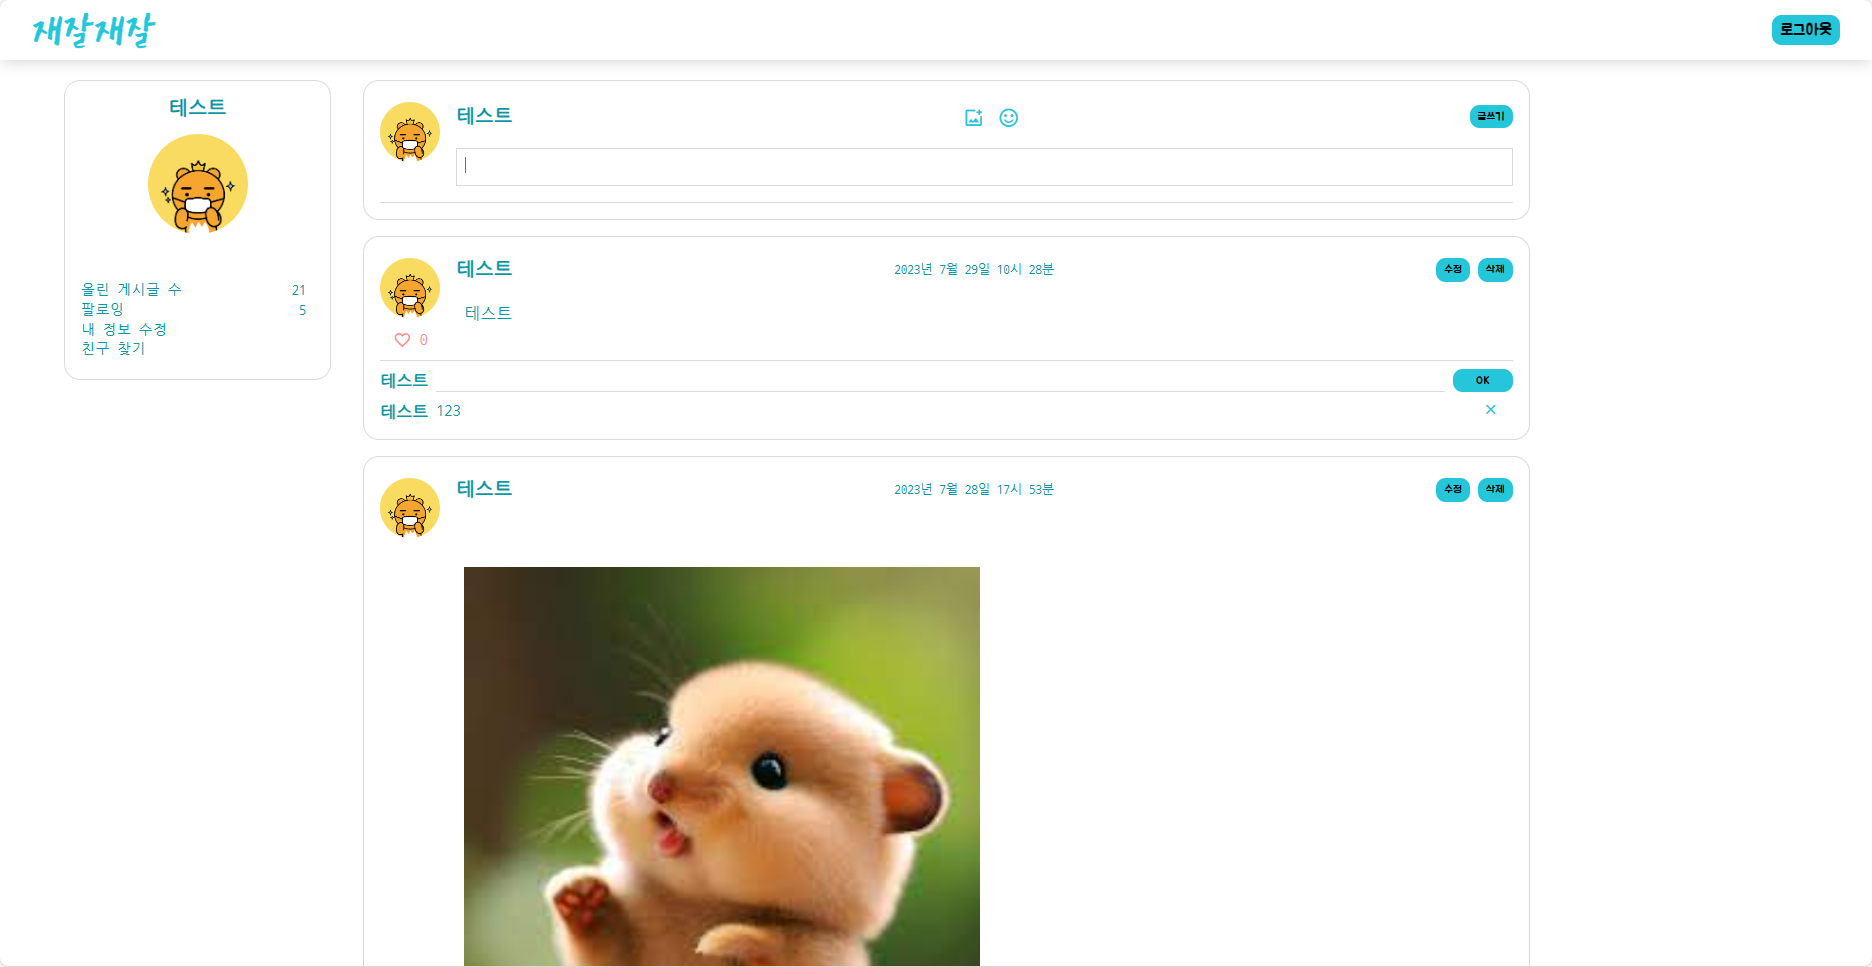 재잘재잘
로그아웃
테스트
올린 게시글 수 21
팔로잉 5
내 정보 수정
친구 찾기
테스트 글쓰기
테스트 2023년 7월 29일 10시 28분 수정 삭제
테스트
0
테스트 OK
테스트 123
테스트 2023년 7월 28일 17시 53분 수정 삭제